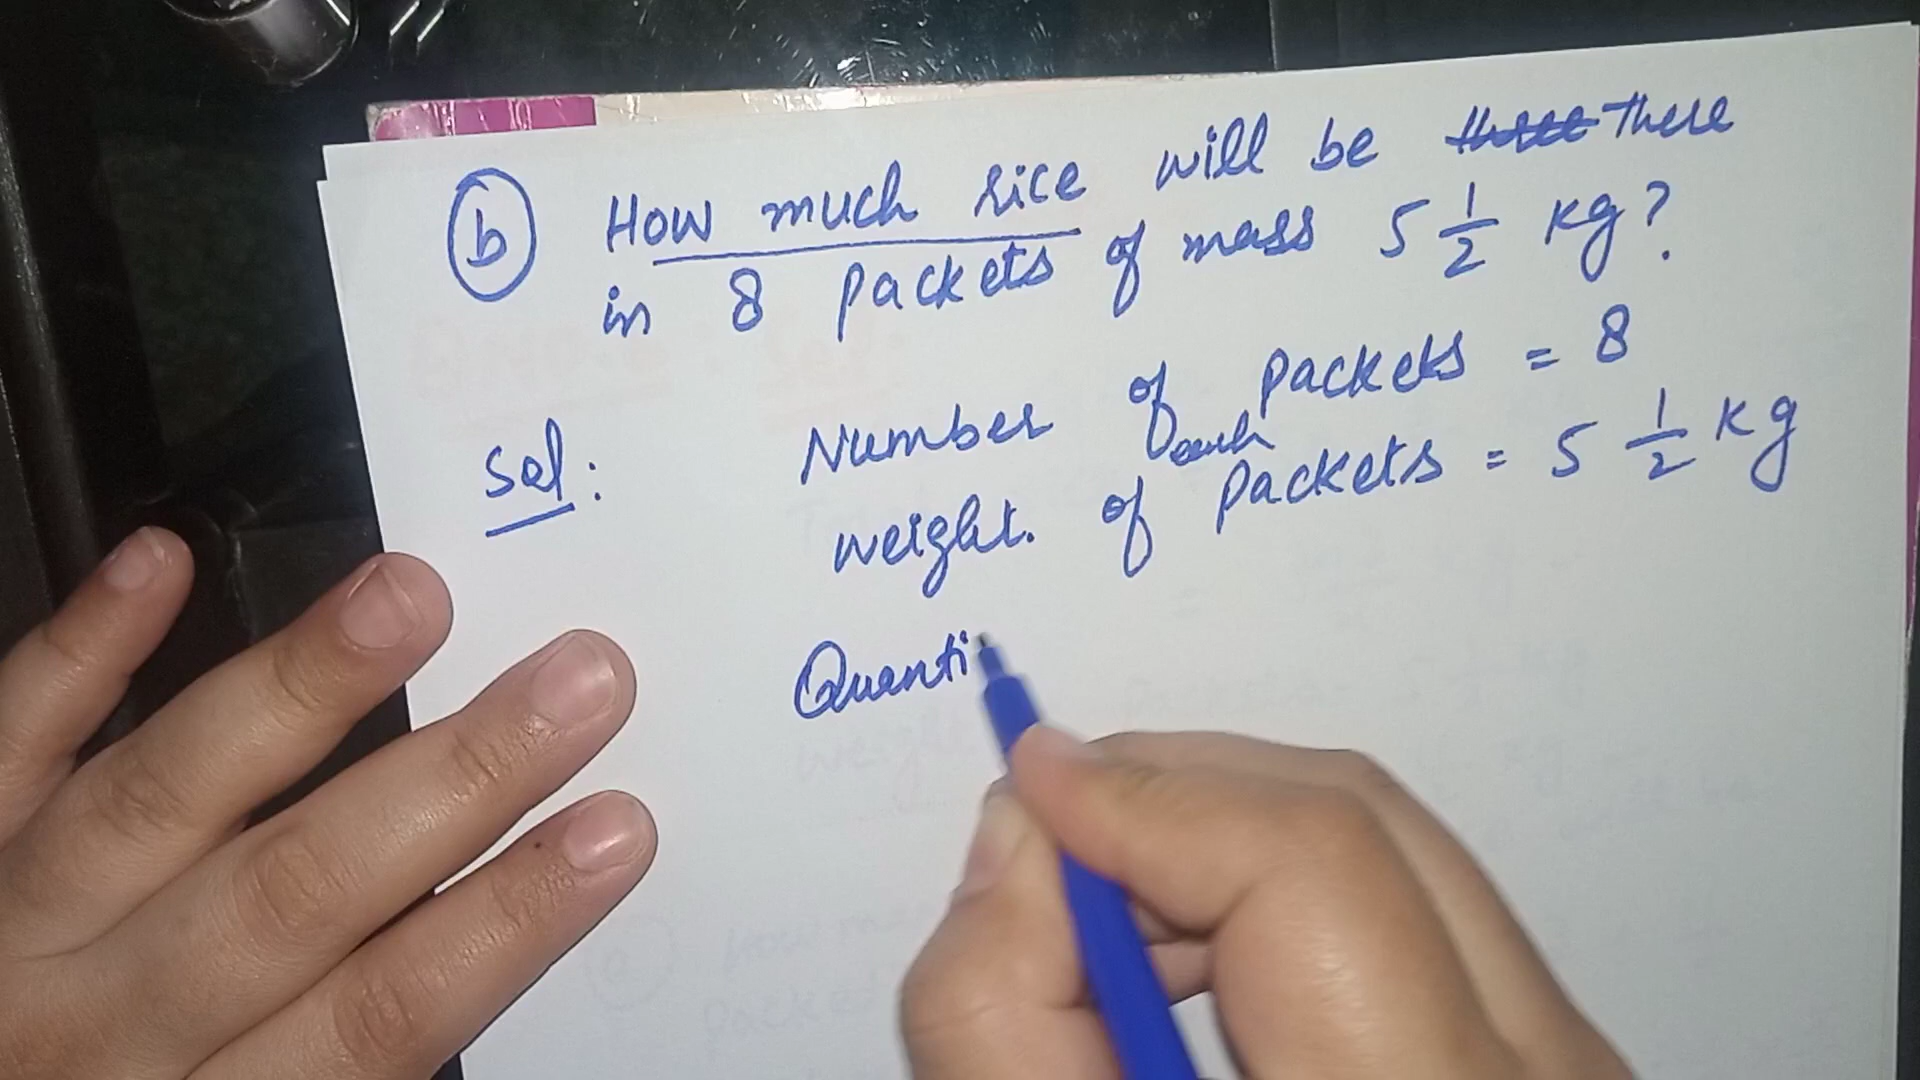 b How much rice will be there There
in 8 packets of mass 5 1/2 kg?
Sol: Number of packets = 8
weight. of each packets = 5 1/2 kg
Quanti